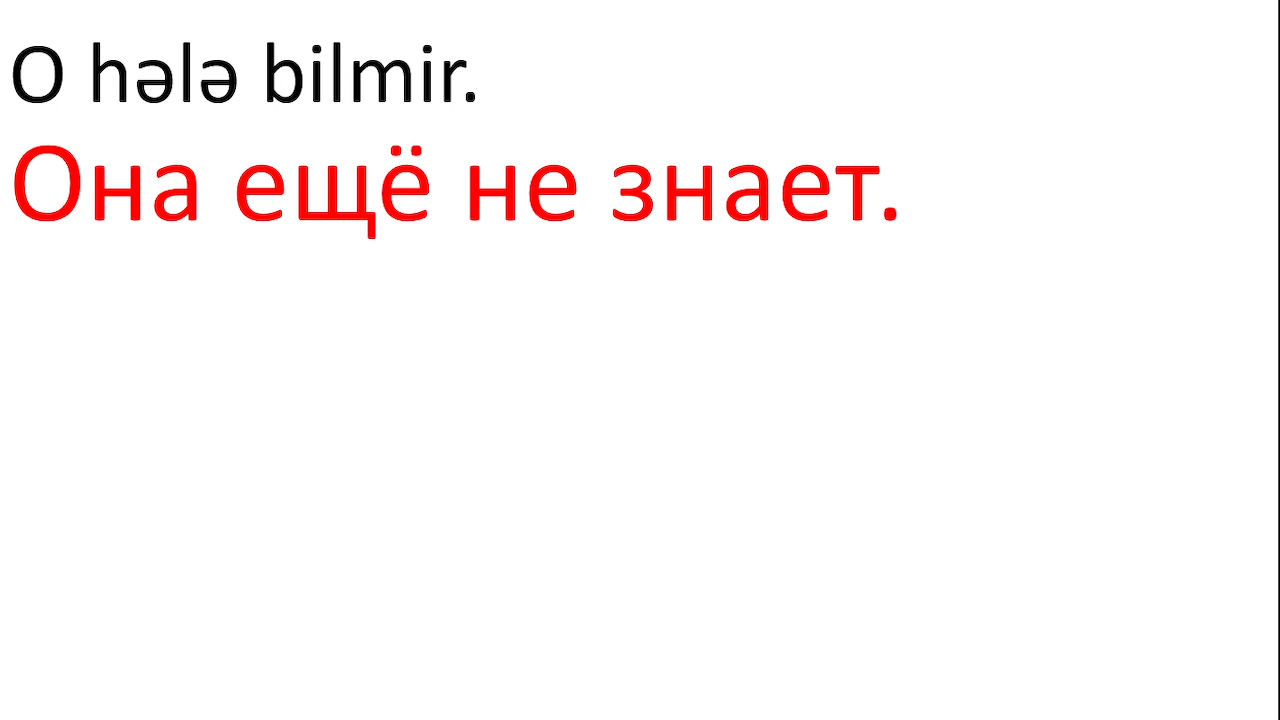 O hələ bilmir.
Она ещё не знает.